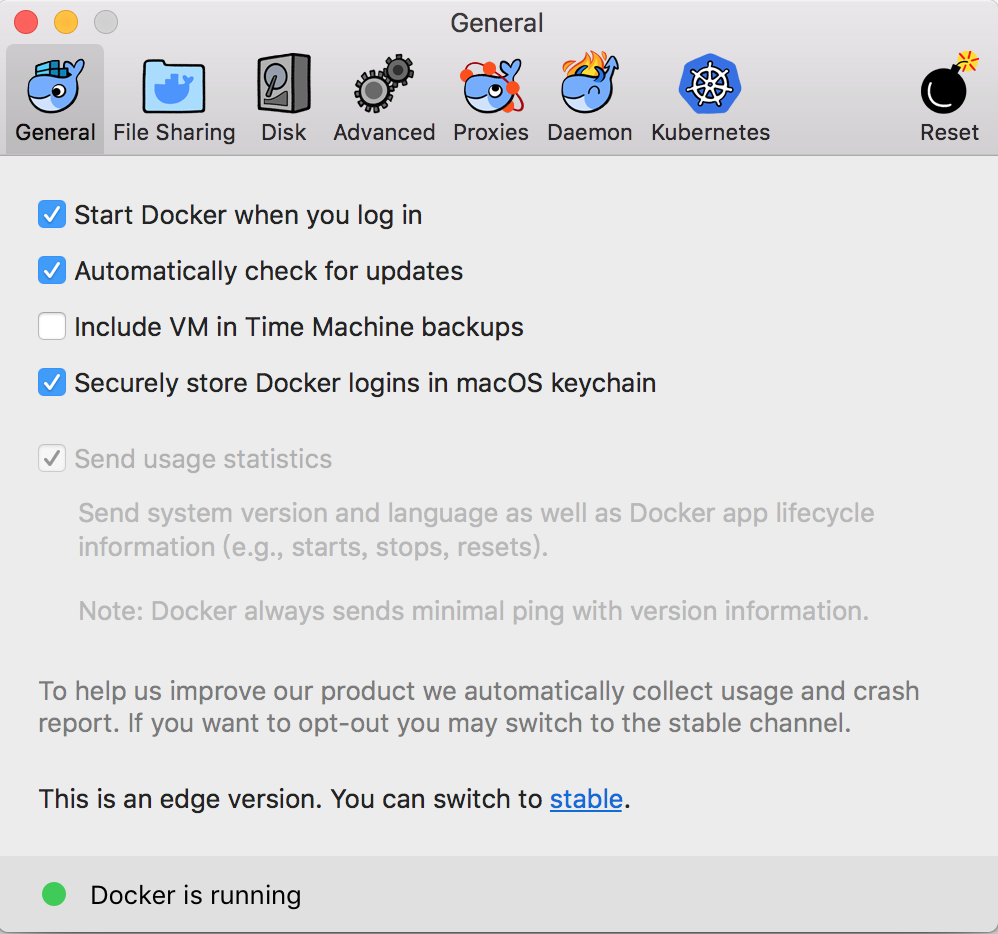 General
General File Sharing Disk Advanced Proxies Daemon Kubernetes Reset
Start Docker when you log in
Automatically check for updates
Include VM in Time Machine backups
Securely store Docker logins in macOS keychain
Send usage statistics
Send system version and language as well as Docker app lifecycle
information (e.g., starts, stops, resets).
Note: Docker always sends minimal ping with version information.
To help us improve our product we automatically collect usage and crash
report. If you want to opt-out you may switch to the stable channel.
This is an edge version. You can switch to stable.
Docker is running